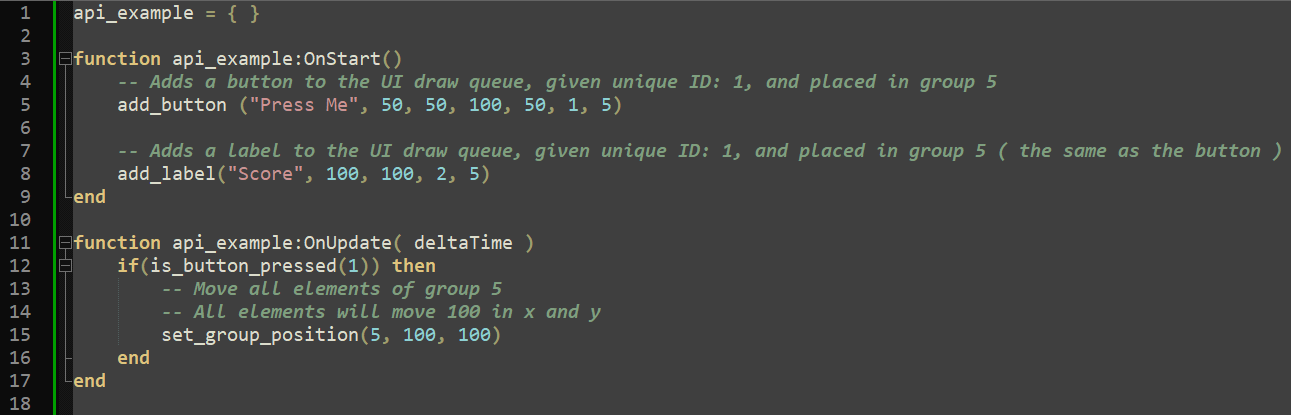 1 api_example = { }
2
3 function api_example:OnStart()
4 -- Adds a button to the UI draw queue, given unique ID: 1, and placed in group 5
5 add_button ("Press Me", 50, 50, 100, 50, 1, 5)
6
7 -- Adds a label to the UI draw queue, given unique ID: 1, and placed in group 5 ( the same as the button )
8 add_label("Score", 100, 100, 2, 5)
9 end
10
11 function api_example:OnUpdate( deltaTime )
12 if(is_button_pressed(1)) then
13 -- Move all elements of group 5
14 -- All elements will move 100 in x and y
15 set_group_position(5, 100, 100)
16 end
17 end
18